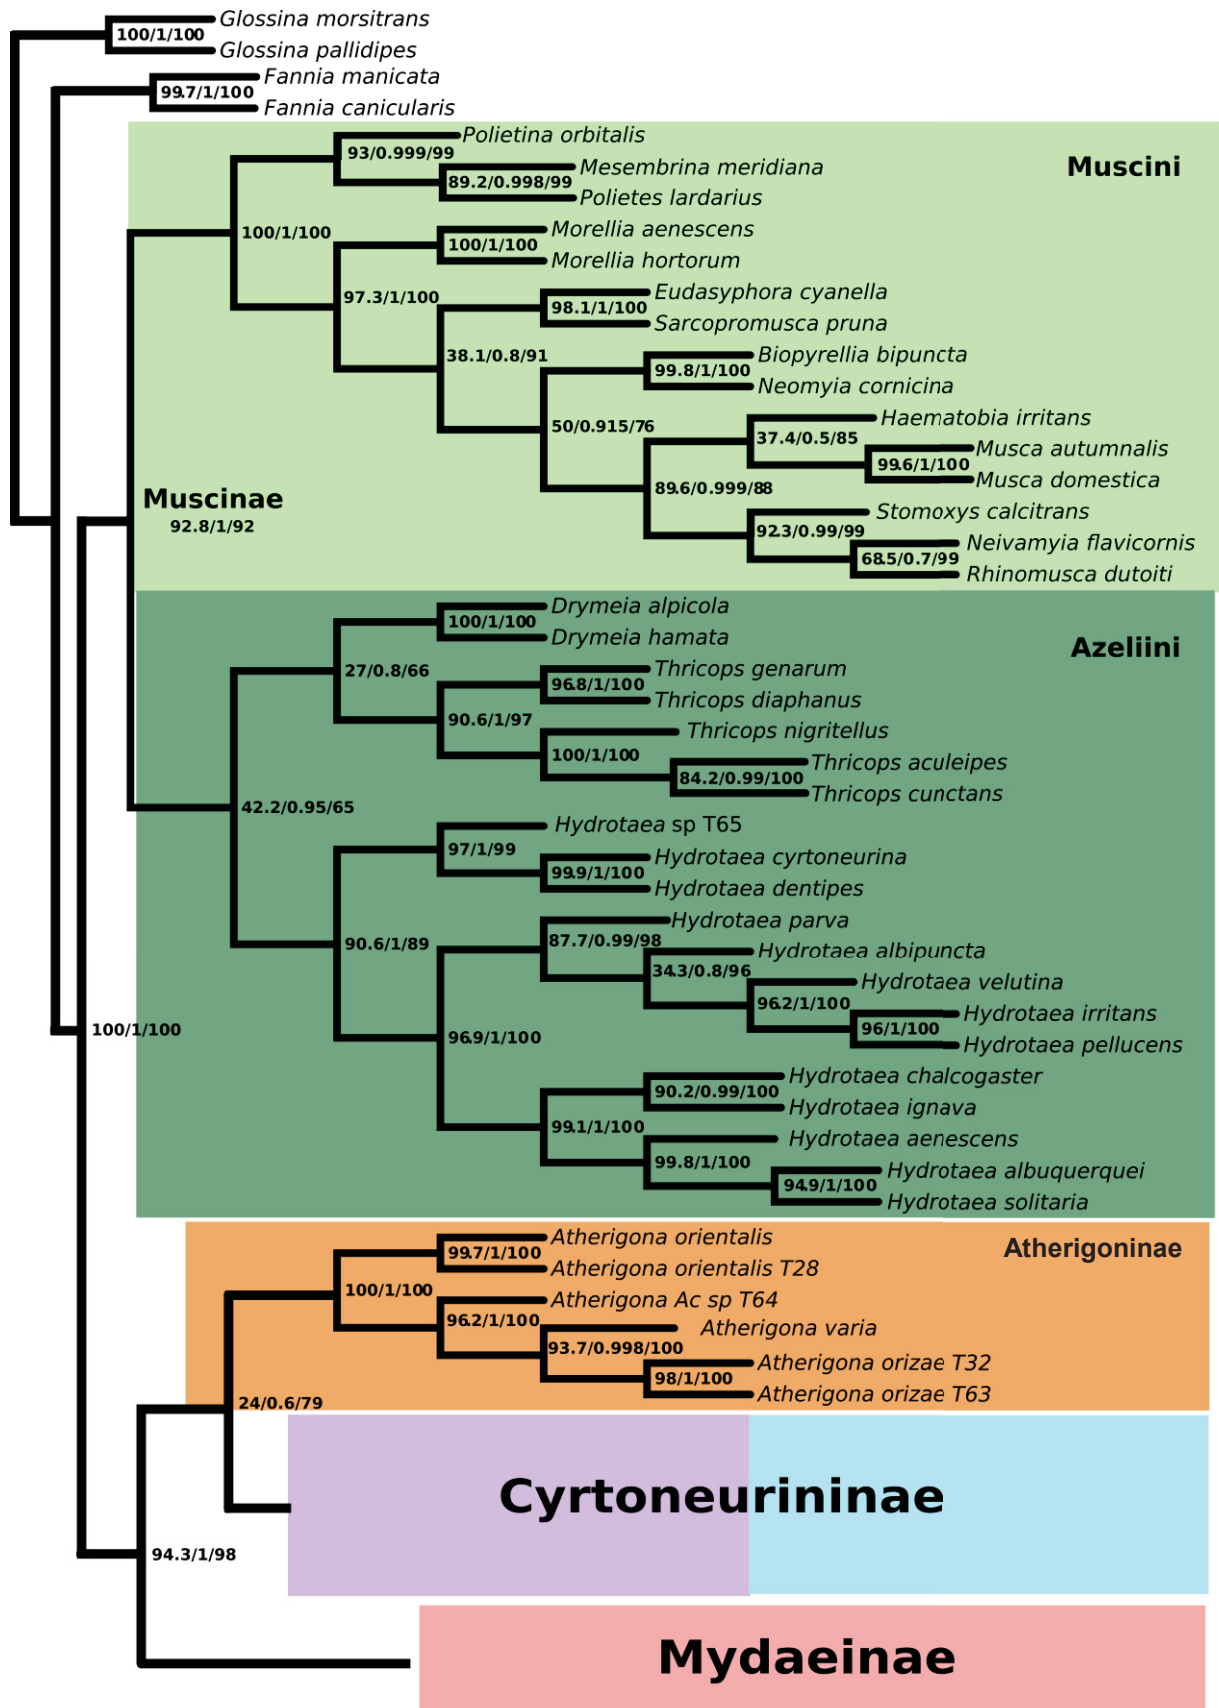 Glossina morsitrans
100/1/100
Glossina pallidipes
Fannia manicata
99.7/1/100
Fannia canicularis
Polietina orbitalis
93/0.999/99
Mesembrina meridiana
Muscini
89.2/0.998/99
Polietes lardarius
Morellia aenescens
100/1/100
100/1/100
Morellia hortorum
Eudasyphora cyanella
97.3/1/100
98.1/1/100
Sarcopromusca pruna
38.1/0.8/91
Biopyrellia bipuncta
99.8/1/100
Neomyia cornicina
Haematobia irritans
50/0.915/76
37.4/0.5/85
Musca autumnalis
99.6/1/100
89.6/0.999/88
Musca domestica
Muscinae
92.8/1/92
Stomoxys calcitrans
92.3/0.99/99
Neivamyia flavicornis
68.5/0.7/99
Rhinomusca dutoiti
Drymeia alpicola
100/1/100
Drymeia hamata
Azeliini
27/0.8/66
Thricops genarum
96.8/1/100
Thricops diaphanus
90.6/1/97
Thricops nigritellus
100/1/100
Thricops aculeipes
84.2/0.99/100
Thricops cunctans
42.2/0.95/65
Hydrotaea sp T65
97/1/99
Hydrotaea cyrtoneurina
99.9/1/100
Hydrotaea dentipes
Hydrotaea parva
90.6/1/89
87.7/0.99/98
Hydrotaea albipuncta
34.3/0.8/96
Hydrotaea velutina
96.2/1/100
Hydrotaea irritans
96/1/100
100/1/100
96.9/1/100
Hydrotaea pellucens
Hydrotaea chalcogaster
90.2/0.99/100
Hydrotaea ignava
99.1/1/100
Hydrotaea aenescens
99.8/1/100
Hydrotaea albuquerquei
94.9/1/100
Hydrotaea solitaria
Atherigona orientalis
Atherigoninae
99.7/1/100
Atherigona orientalis T28
100/1/100
Atherigona Ac sp T64
96.2/1/100
Atherigona varia
93.7/0.998/100
Atherigona orizae T32
98/1/100
Atherigona orizae T63
24/0.6/79
Cyrtoneurininae
94.3/1/98
Mydaeinae